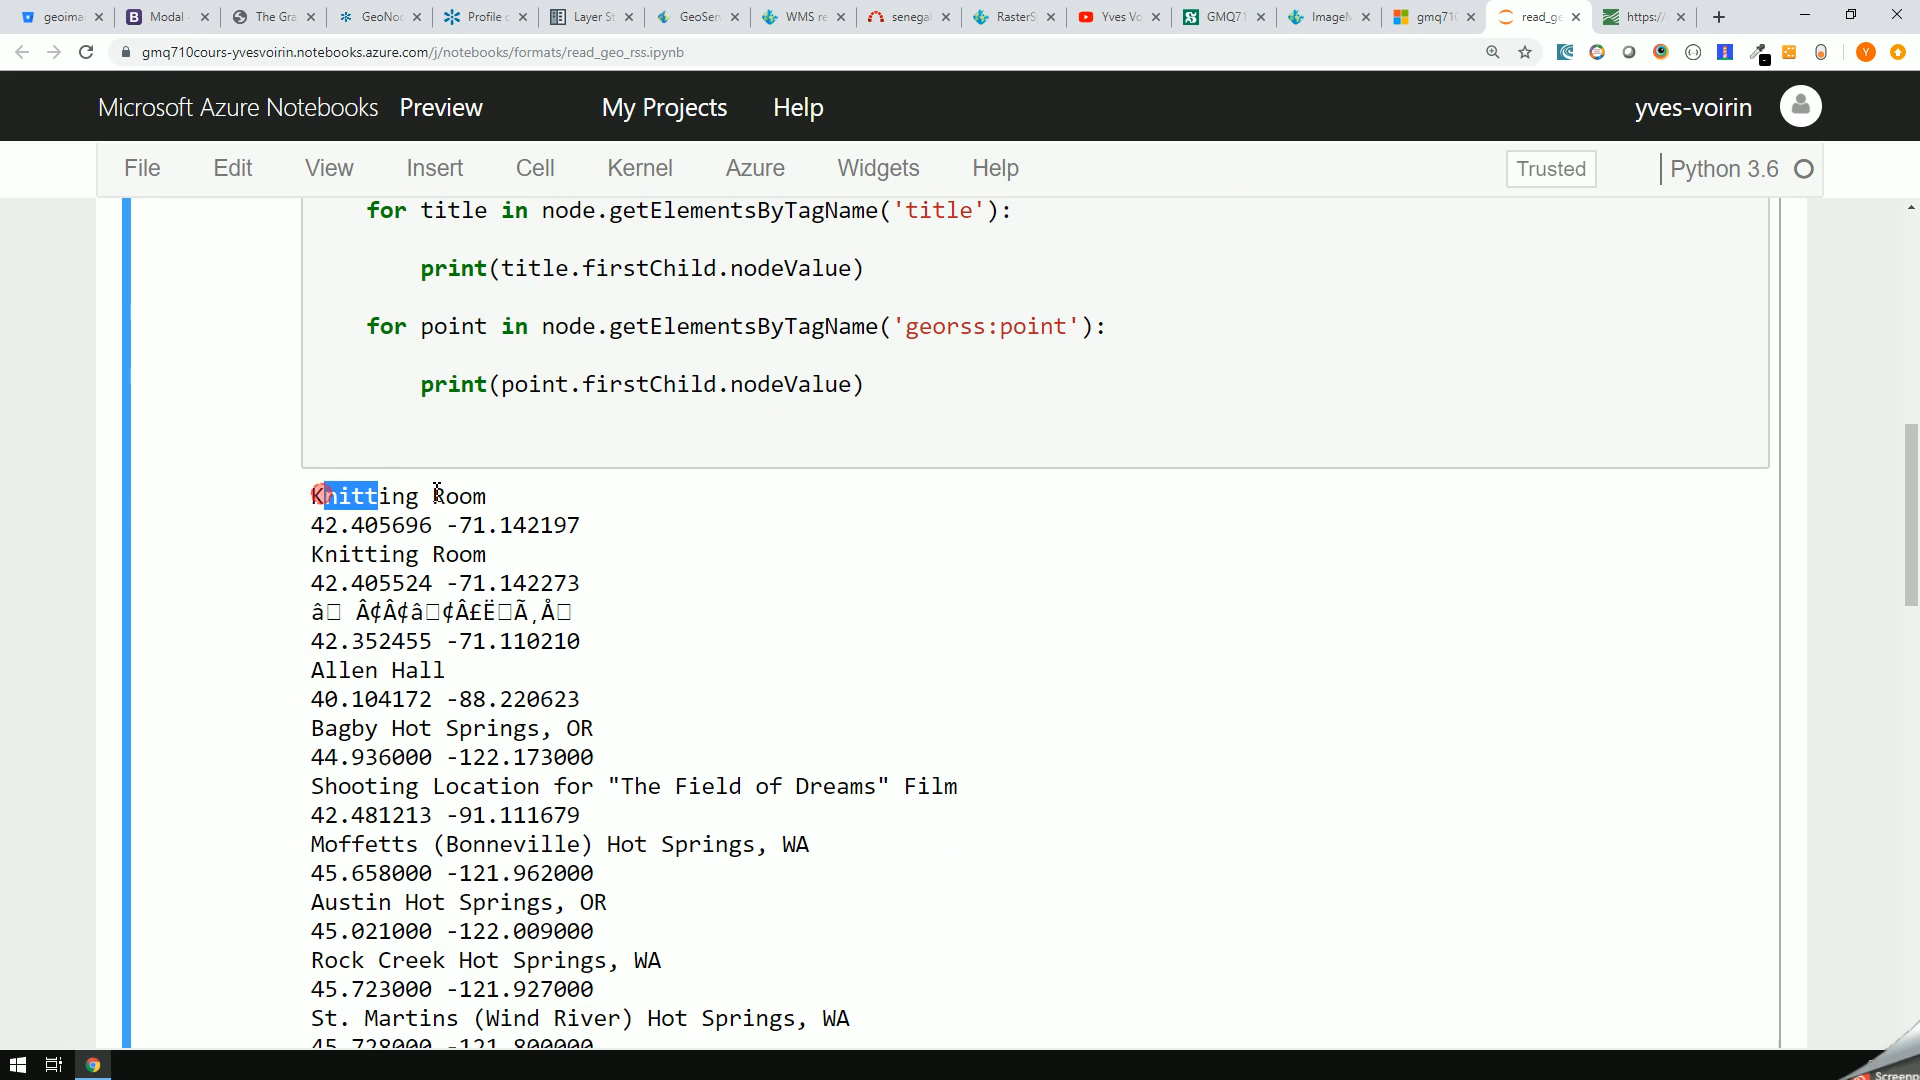 geoima
Modal
The Gra
GeoNo
Profile
Layer St
GeoSer
WMS re
senega
RasterS
Yves Vo
GMQ71
ImageM
gmq71
read_ge
https://
gmq710cours-yvesvoirin.notebooks.azure.com/j/notebooks/formats/read_geo_rss.ipynb
Y
Microsoft Azure Notebooks Preview My Projects Help yves-voirin
File Edit View Insert Cell Kernel Azure Widgets Help Trusted Python 3.6
for title in node.getElementsByTagName('title'):
print(title.firstChild.nodeValue)
for point in node.getElementsByTagName('georss:point'):
print(point.firstChild.nodeValue)
Knitting Room
42.405696 -71.142197
Knitting Room
42.405524 -71.142273
42.352455 -71.110210
Allen Hall
40.104172 -88.220623
Bagby Hot Springs, OR
44.936000 -122.173000
Shooting Location for "The Field of Dreams" Film
42.481213 -91.111679
Moffetts (Bonneville) Hot Springs, WA
45.658000 -121.962000
Austin Hot Springs, OR
45.021000 -122.009000
Rock Creek Hot Springs, WA
45.723000 -121.927000
St. Martins (Wind River) Hot Springs, WA
45.728000 -121.800000